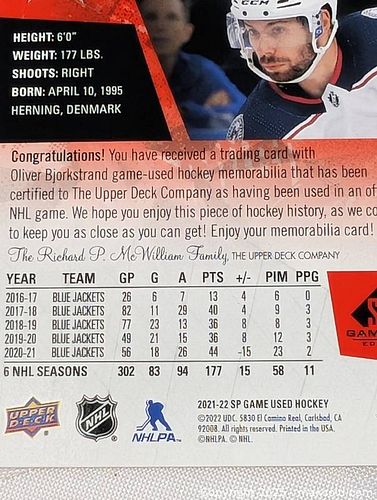 HEIGHT: 6'0"
WEIGHT: 177 LBS.
SHOOTS: RIGHT
BORN: APRIL 10, 1995
HERNING, DENMARK
Congratulations! You have received a trading card with
Oliver Bjorkstrand game-used hockey memorabilia that has been
certified to The Upper Deck Company as having been used in an of
NHL game. We hope you enjoy this piece of hockey history, as we co
to keep you as close as you can get! Enjoy your memorabilia card!
The Richard P. McWilliam Family, THE UPPER DECK COMPANY
YEAR TEAM GP G A PTS +/- PIM PPG
2016-17 BLUE JACKETS 26 6 7 13 4 6 0
2017-18 BLUE JACKETS 82 11 29 40 4 9 3
2018-19 BLUE JACKETS 77 23 13 36 8 8 3
2019-20 BLUE JACKETS 49 21 15 36 8 12 3
2020-21 BLUE JACKETS 56 18 26 44 -15 23 2
6 NHL SEASONS 302 83 94 177 15 58 11
SP
GAM
EDI
UPPER
DECK
NHL
NHLPA
2021-22 SP GAME USED HOCKEY
©2022 UDC. 5830 El Camino Real, Carlsbad, CA
92008. All rights reserved. Printed in the USA.
©NHLPA. © NHL.